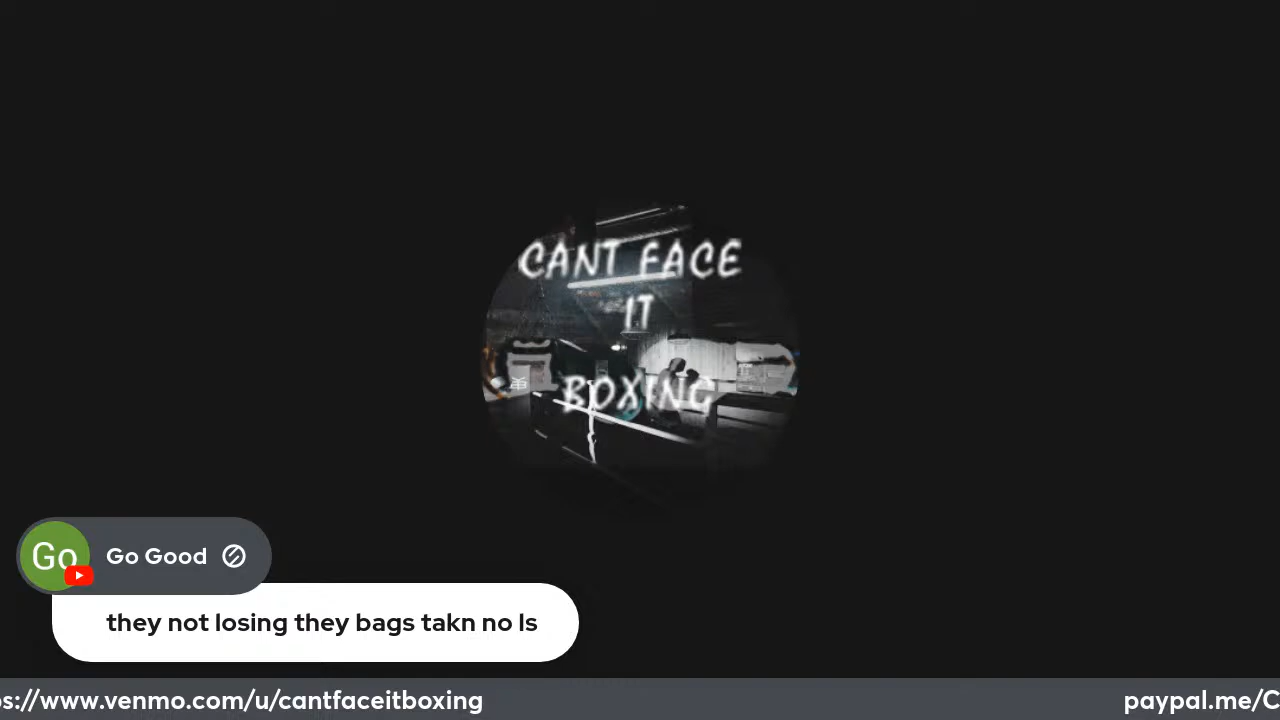 CANT FACE
IT
BOXING
Go
Go Good
they not losing they bags takn no ls
ps://www.venmo.com/u/cantfaceitboxing
paypal.me/C